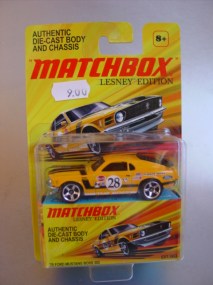 AUTHENTIC
DIE-CAST BODY
AND CHASSIS
8+
MATCHBOX
LESNEY EDITION
9.00
28
MATCHBOX
LESNEY EDITION
AUTHENTIC
DIE-CAST BODY
AND CHASSIS